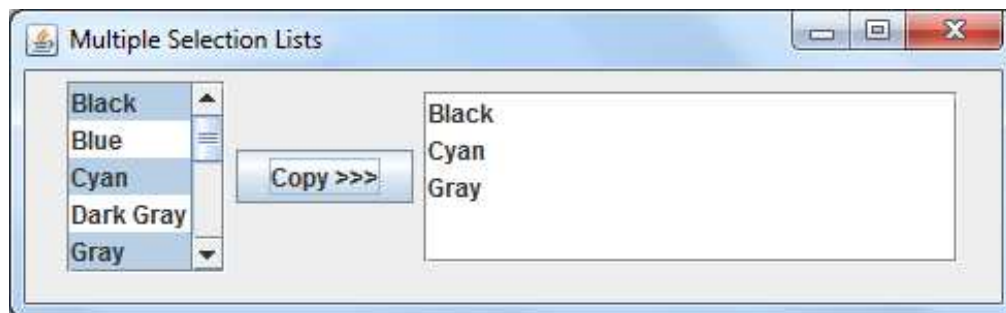 Multiple Selection Lists
Black
Blue
Cyan
Dark Gray
Gray
Copy >>>
Black
Cyan
Gray